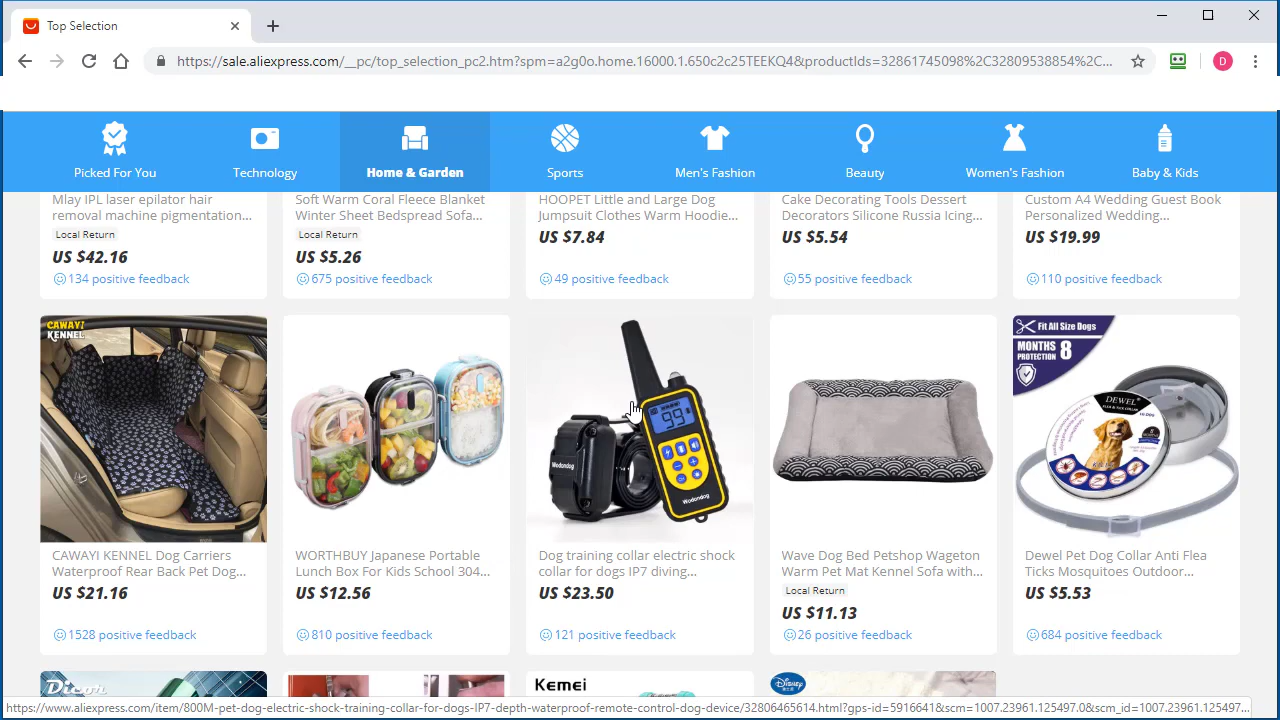 Top Selection
https://sale.aliexpress.com/__pc/top_selection_pc2.htm?spm=a2g0o.home.16000.1.650c2c25TEEKQ4&productIds=32861745098%2C32809538854%2C...
D
Picked For You
Technology
Home & Garden
Sports
Men's Fashion
Beauty
Women's Fashion
Baby & Kids
Mlay IPL laser epilator hair
removal machine pigmentation...
Local Return
US $42.16
134 positive feedback
Soft Warm Coral Fleece Blanket
Winter Sheet Bedspread Sofa...
Local Return
US $5.26
675 positive feedback
HOOPET Little and Large Dog
Jumpsuit Clothes Warm Hoodie...
US $7.84
49 positive feedback
Cake Decorating Tools Dessert
Decorators Silicone Russia Icing...
US $5.54
55 positive feedback
Custom A4 Wedding Guest Book
Personalized Wedding...
US $19.99
110 positive feedback
CAWAYI
KENNEL
CAWAYI KENNEL Dog Carriers
Waterproof Rear Back Pet Dog...
US $21.16
1528 positive feedback
WORTHBUY Japanese Portable
Lunch Box For Kids School 304...
US $12.56
810 positive feedback
99
Wodondog
Wodondog
Dog training collar electric shock
collar for dogs IP7 diving...
US $23.50
121 positive feedback
Wave Dog Bed Petshop Wageton
Warm Pet Mat Kennel Sofa with...
Local Return
US $11.13
26 positive feedback
Fit All Size Dogs
MONTHS
PROTECTION 8
DEWEL
Dewel Pet Dog Collar Anti Flea
Ticks Mosquitoes Outdoor...
US $5.53
684 positive feedback
Dicor
Kemei
Disney
https://www.aliexpress.com/item/800M-pet-dog-electric-shock-training-collar-for-dogs-IP7-depth-waterproof-remote-control-dog-device/32806465614.html?gps-id=5916641&scm=1007.23961.125497.0&scm_id=1007.23961.125497...